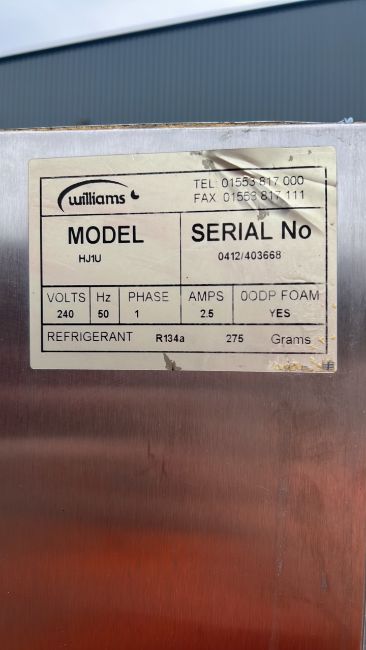 williams
TEL: 01553 817 000
FAX 01553 817 111
MODEL
HJ1U
SERIAL No
0412/403668
VOLTS Hz PHASE AMPS 0ODP FOAM
240 50 1 2.5 YES
REFRIGERANT R134a 275 Grams